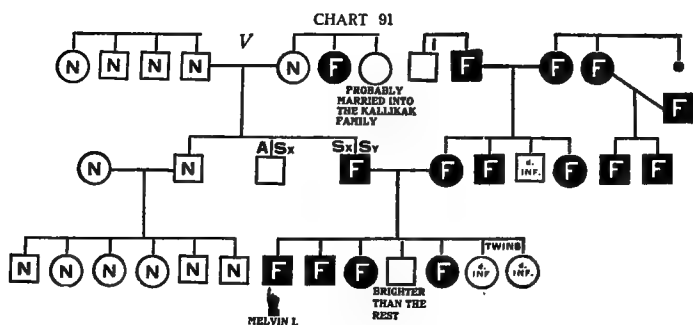 CHART 91
V
N N N N N F F F F
PROBABLY
MARRIED INTO
THE KALLIKAK
FAMILY
F
A Sx Sx Sy
N N F F F d. INF. F F F
TWINS
N N N N N N F F F F d. INF d. INF.
BRIGHTER
THAN THE
REST
MELVIN I.